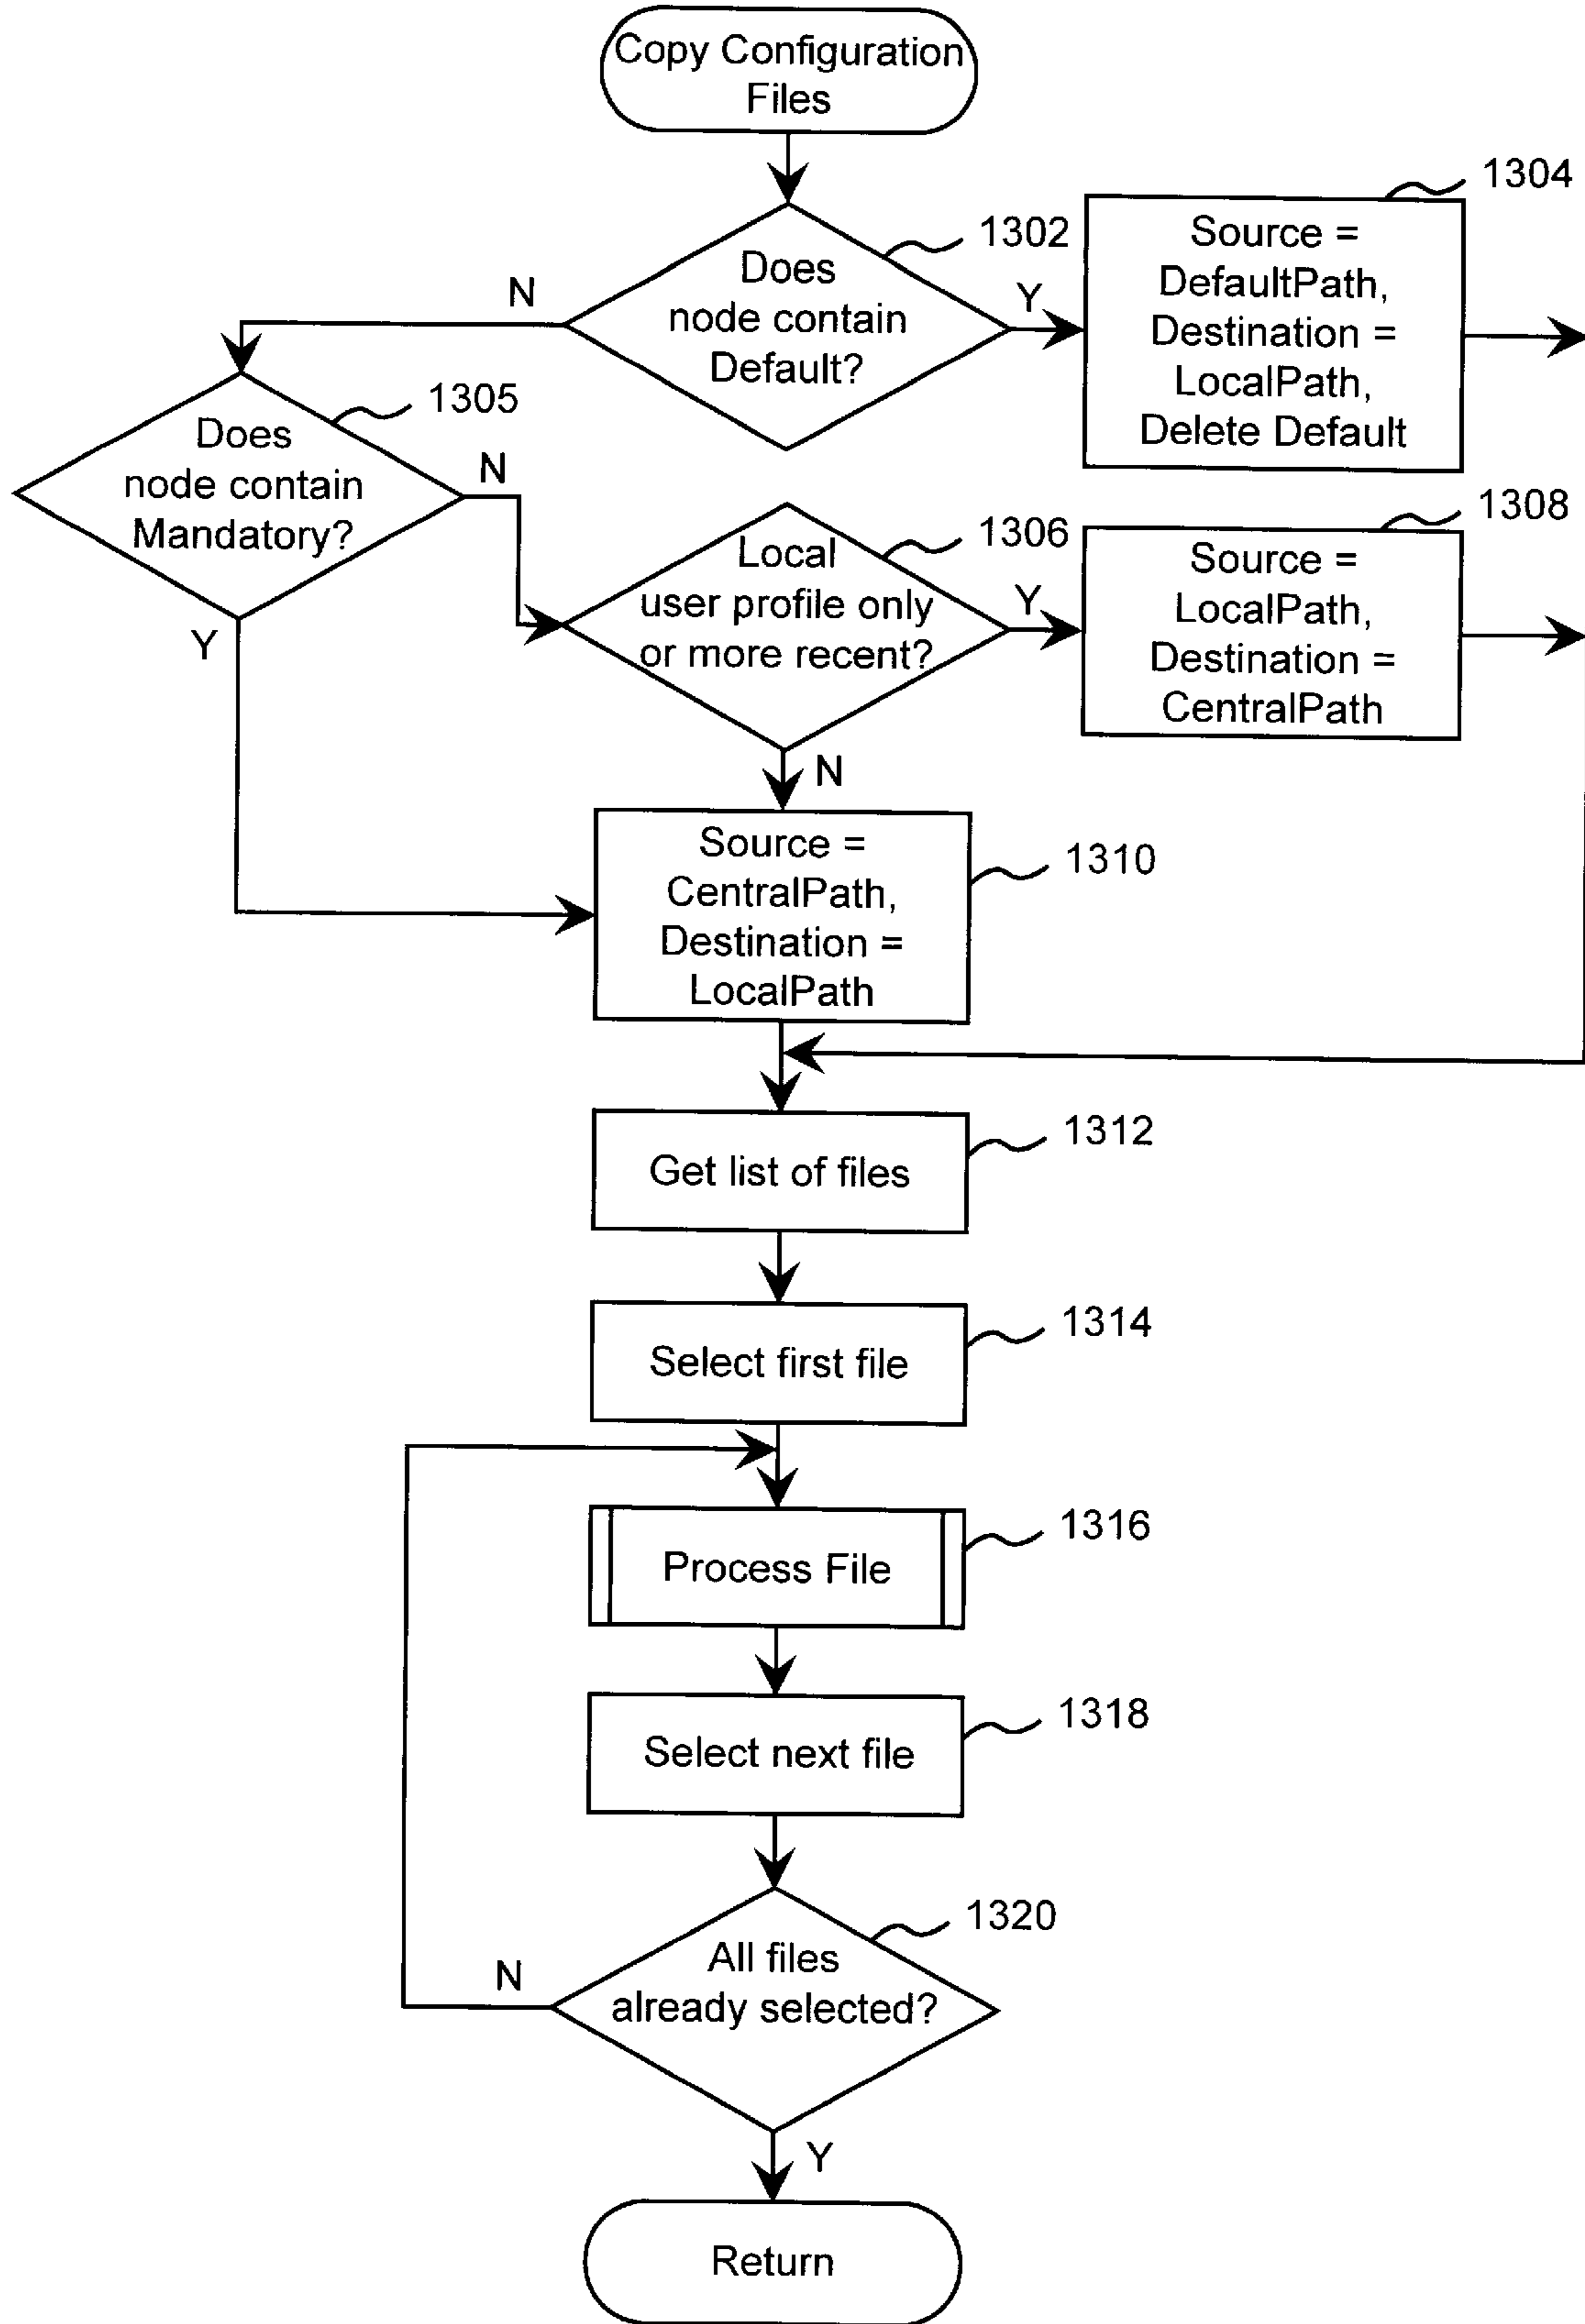 Copy Configuration
Files
1302
Does
node contain
Default?
N
Y
1304
Source =
DefaultPath,
Destination =
LocalPath,
Delete Default
1305
Does
node contain
Mandatory?
N
Y
1306
Local
user profile only
or more recent?
Y
N
1308
Source =
LocalPath,
Destination =
CentralPath
1310
Source =
CentralPath,
Destination =
LocalPath
1312
Get list of files
1314
Select first file
1316
Process File
1318
Select next file
1320
All files
already selected?
N
Y
Return